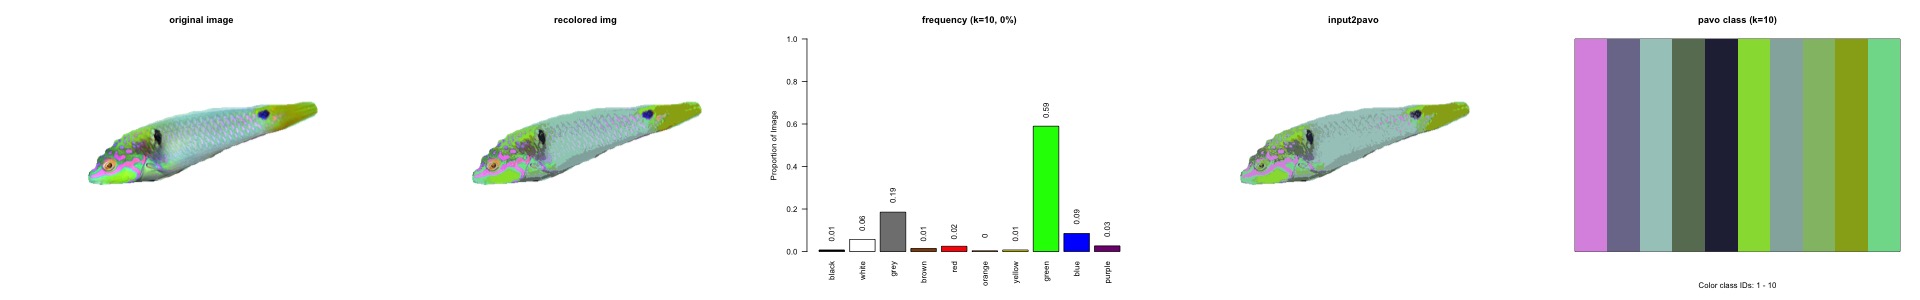 original image
recolored img
frequency (k=10, 0%)
input2pavo
pavo class (k=10)
Proportion of Image
1.0
0.8
0.6
0.4
0.2
0.0
0.01
0.06
0.19
0.01
0.02
0
0.01
0.59
0.09
0.03
black
white
grey
brown
red
orange
yellow
green
blue
purple
Color class IDs: 1 - 10